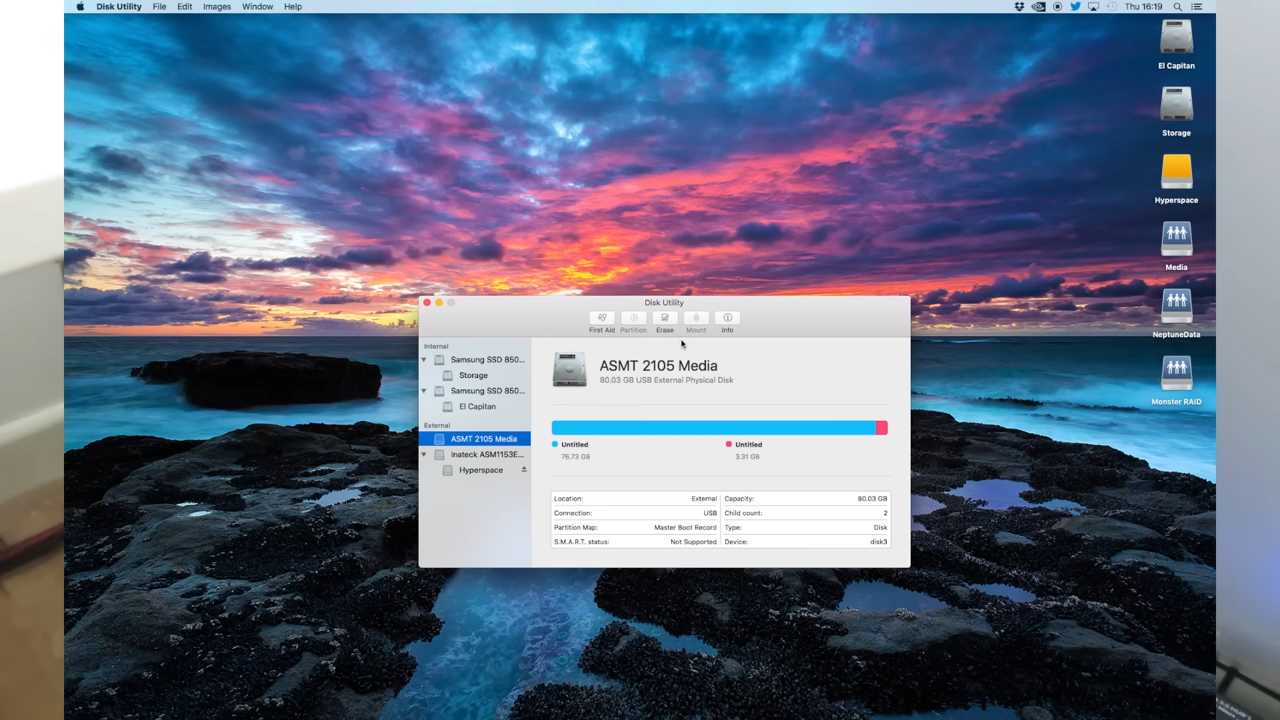 Disk Utility File Edit Images Window Help Thu 16:19
El Capitan
Storage
Hyperspace
Media
NeptuneData
Monster RAID
Disk Utility
First Aid Partition Erase Mount Info
Internal
Samsung SSD 850...
Storage
Samsung SSD 850...
El Capitan
External
ASMT 2105 Media
Inateck ASM1153E...
Hyperspace
ASMT 2105 Media
80.03 GB USB External Physical Disk
Untitled Untitled
76.73 GB 3.31 GB
Location: External Capacity: 80.03 GB
Connection: USB Child count: 2
Partition Map: Master Boot Record Type: Disk
S.M.A.R.T. status: Not Supported Device: disk3